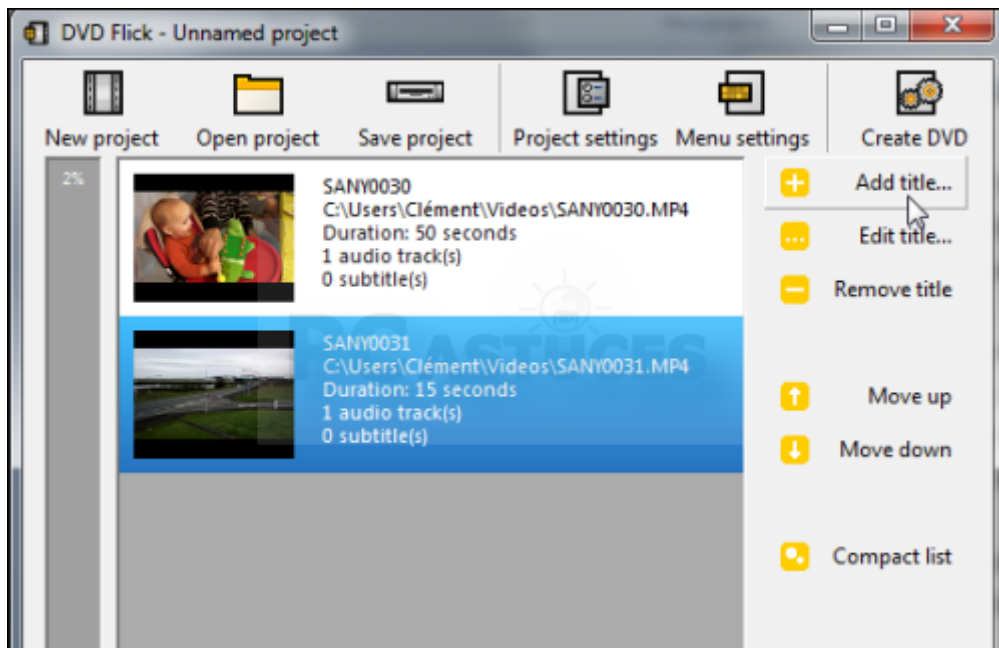 DVD Flick - Unnamed project
New project Open project Save project Project settings Menu settings Create DVD
2%
SANY0030
C:\Users\Clément\Videos\SANY0030.MP4
Duration: 50 seconds
1 audio track(s)
0 subtitle(s)
SANY0031
C:\Users\Clément\Videos\SANY0031.MP4
Duration: 15 seconds
1 audio track(s)
0 subtitle(s)
PC ASTUCES
Add title...
Edit title...
Remove title
Move up
Move down
Compact list